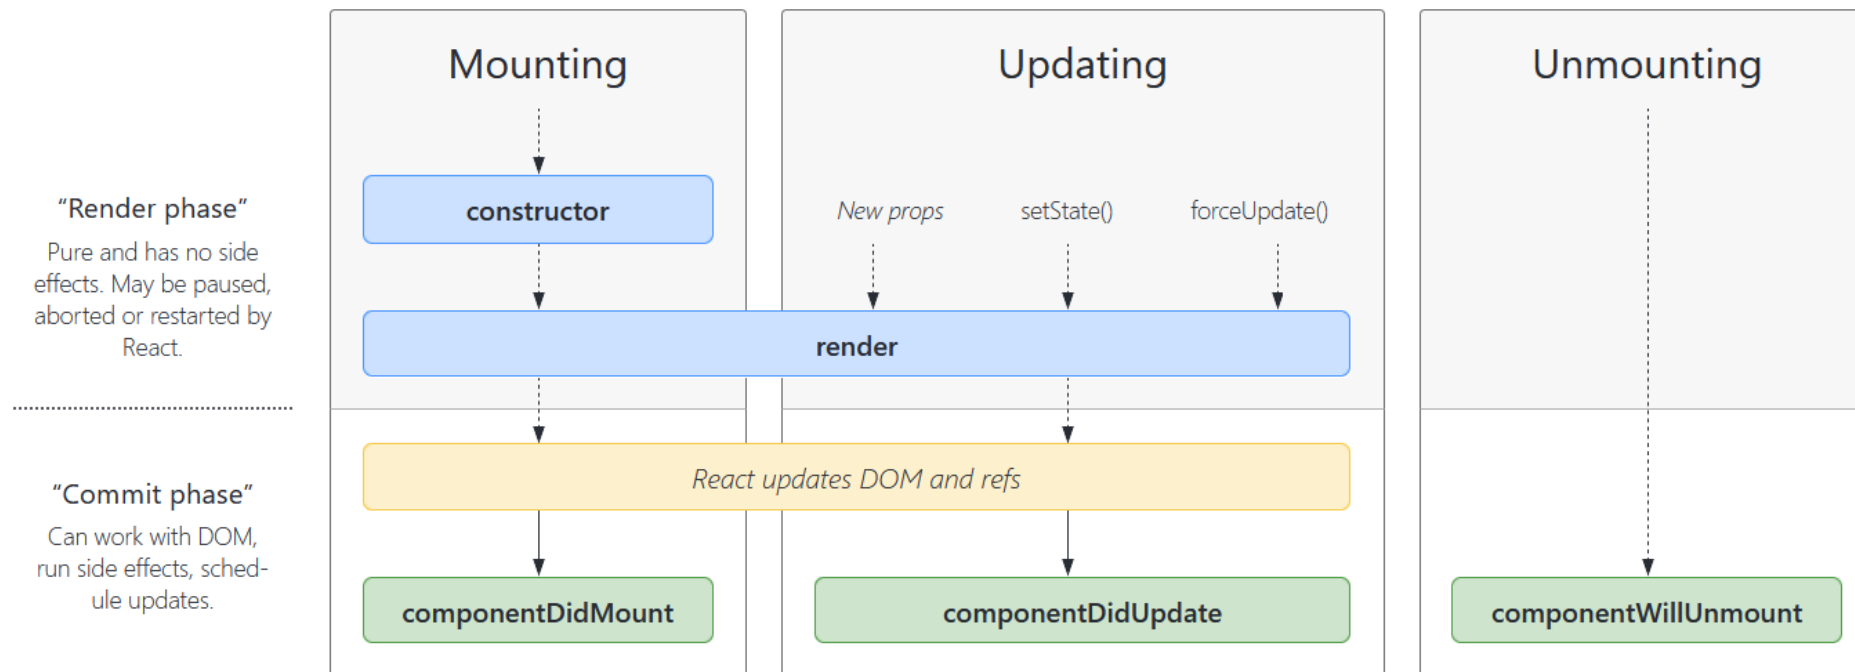 Mounting
Updating
Unmounting
“Render phase”
Pure and has no side
effects. May be paused,
aborted or restarted by
React.
constructor
New props
setState()
forceUpdate()
render
“Commit phase”
Can work with DOM,
run side effects, sched-
ule updates.
React updates DOM and refs
componentDidMount
componentDidUpdate
componentWillUnmount